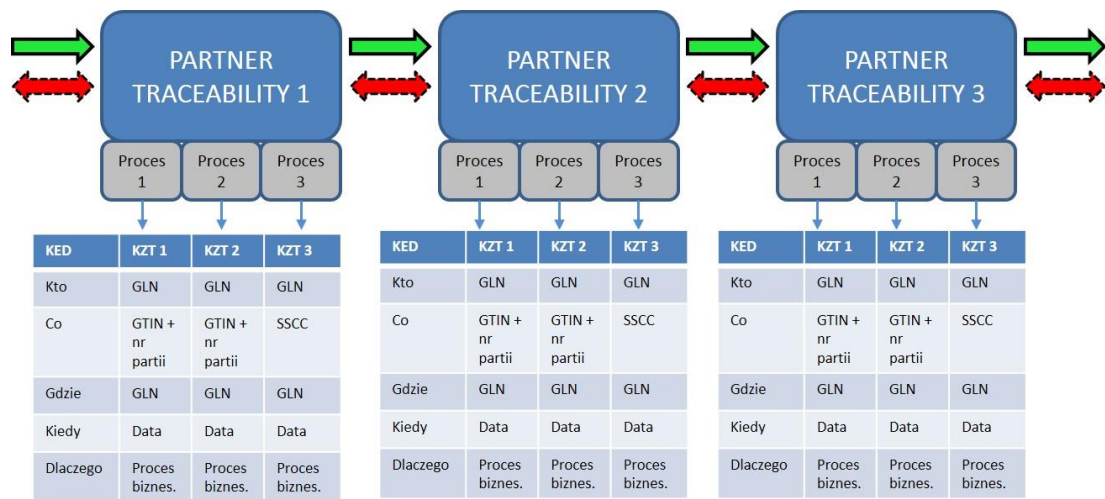 PARTNER
TRACEABILITY 1
PARTNER
TRACEABILITY 2
PARTNER
TRACEABILITY 3
Proces
1
Proces
2
Proces
3
Proces
1
Proces
2
Proces
3
Proces
1
Proces
2
Proces
3
KED KZT 1 KZT 2 KZT 3
Kto GLN GLN GLN
Co GTIN + GTIN + SSCC
nr nr
partii partii
Gdzie GLN GLN GLN
Kiedy Data Data Data
Dlaczego Proces Proces Proces
biznes. biznes. biznes.
KED KZT 1 KZT 2 KZT 3
Kto GLN GLN GLN
Co GTIN + GTIN + SSCC
nr nr
partii partii
Gdzie GLN GLN GLN
Kiedy Data Data Data
Dlaczego Proces Proces Proces
biznes. biznes. biznes.
KED KZT 1 KZT 2 KZT 3
Kto GLN GLN GLN
Co GTIN + GTIN + SSCC
nr nr
partii partii
Gdzie GLN GLN GLN
Kiedy Data Data Data
Dlaczego Proces Proces Proces
biznes. biznes. biznes.